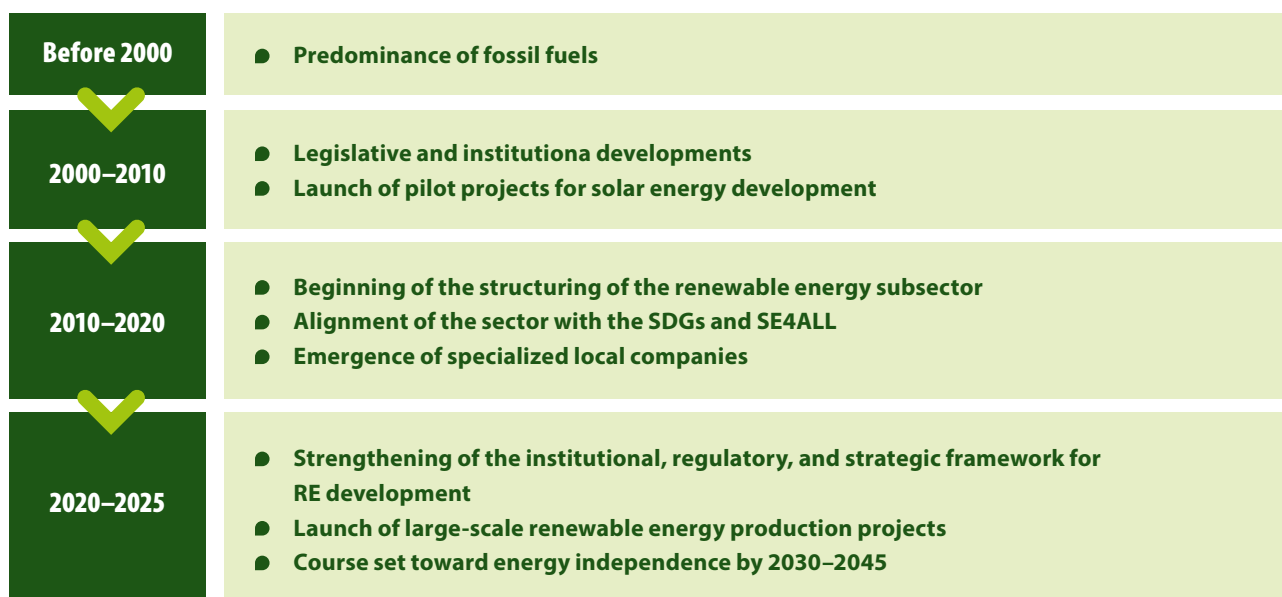 Before 2000
Predominance of fossil fuels
2000–2010
Legislative and institutiona developments
Launch of pilot projects for solar energy development
2010–2020
Beginning of the structuring of the renewable energy subsector
Alignment of the sector with the SDGs and SE4ALL
Emergence of specialized local companies
2020–2025
Strengthening of the institutional, regulatory, and strategic framework for
RE development
Launch of large-scale renewable energy production projects
Course set toward energy independence by 2030–2045